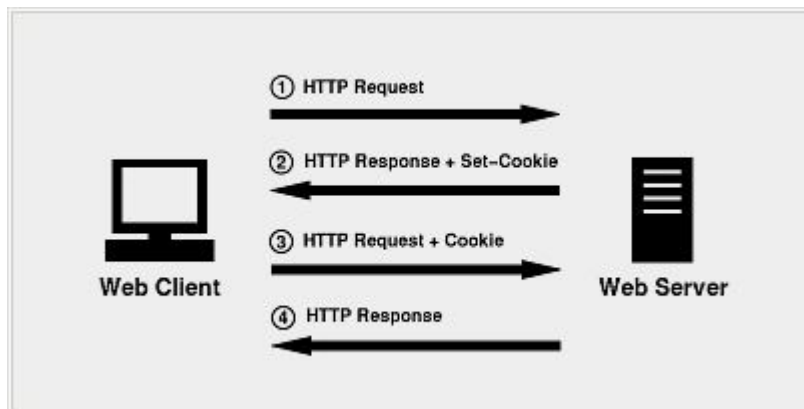 ① HTTP Request
② HTTP Response + Set-Cookie
③ HTTP Request + Cookie
Web Client
Web Server
④ HTTP Response